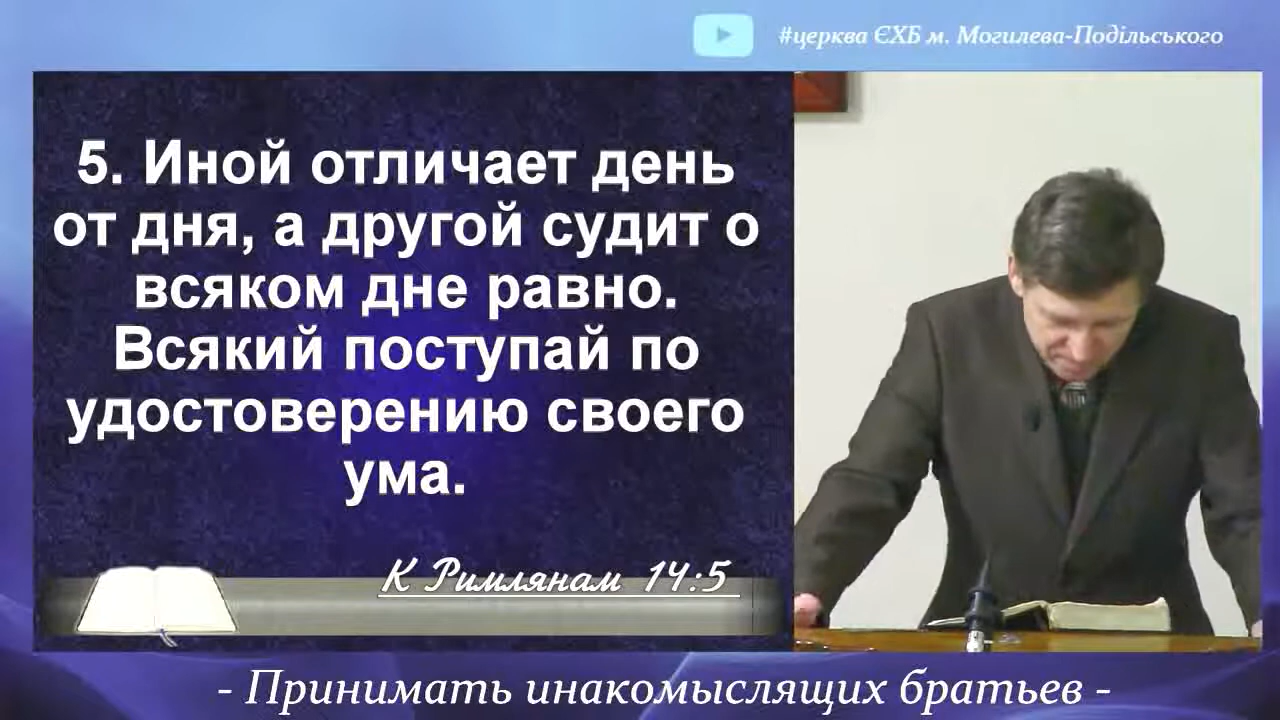 #церква ЄХБ м. Могилева-Подільського
5. Иной отличает день
от дня, а другой судит о
всяком дне равно.
Всякий поступай по
удостоверению своего
ума.
К Римлянам 14:5
- Принимать инакомыслящих братьев -